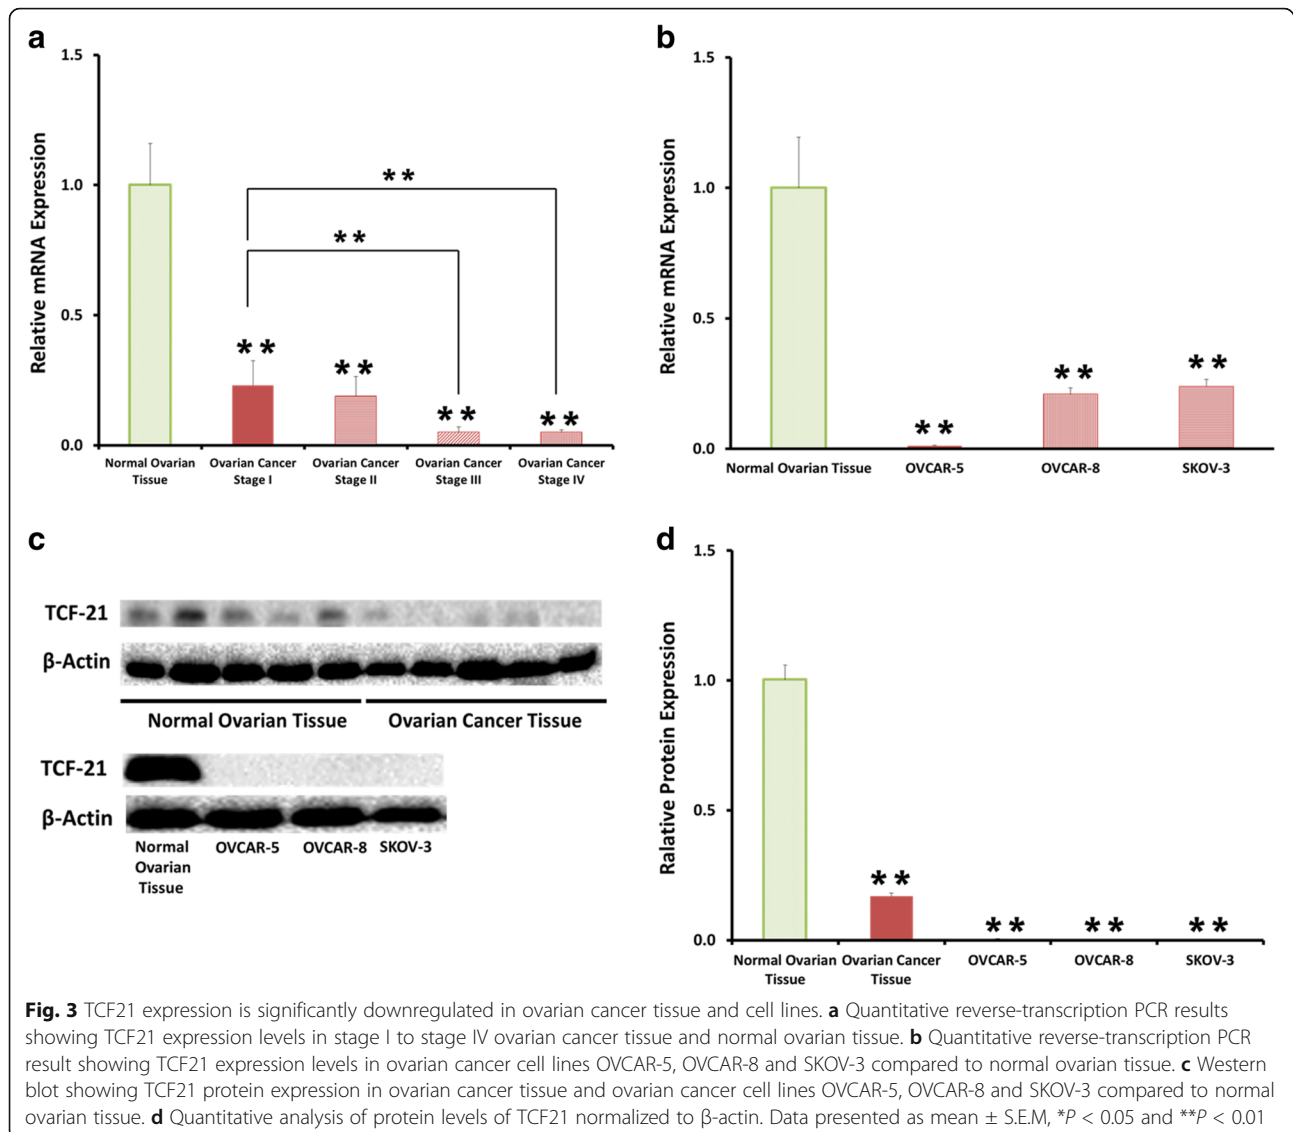 a
1.5
1.0
0.5
0.0
Relative mRNA Expression
**
**
**
**
**
**
Normal Ovarian Tissue
Ovarian Cancer Stage I
Ovarian Cancer Stage II
Ovarian Cancer Stage III
Ovarian Cancer Stage IV
b
1.5
1.0
0.5
0.0
Relative mRNA Expression
**
**
**
Normal Ovarian Tissue
OVCAR-5
OVCAR-8
SKOV-3
c
TCF-21
β-Actin
Normal Ovarian Tissue
Ovarian Cancer Tissue
TCF-21
β-Actin
Normal Ovarian Tissue
OVCAR-5
OVCAR-8
SKOV-3
d
1.5
1.0
0.5
0.0
Ralative Protein Expression
**
**
**
**
Normal Ovarian Tissue
Ovarian Cancer Tissue
OVCAR-5
OVCAR-8
SKOV-3
Fig. 3 TCF21 expression is significantly downregulated in ovarian cancer tissue and cell lines. a Quantitative reverse-transcription PCR results
showing TCF21 expression levels in stage I to stage IV ovarian cancer tissue and normal ovarian tissue. b Quantitative reverse-transcription PCR
result showing TCF21 expression levels in ovarian cancer cell lines OVCAR-5, OVCAR-8 and SKOV-3 compared to normal ovarian tissue. c Western
blot showing TCF21 protein expression in ovarian cancer tissue and ovarian cancer cell lines OVCAR-5, OVCAR-8 and SKOV-3 compared to normal
ovarian tissue. d Quantitative analysis of protein levels of TCF21 normalized to β-actin. Data presented as mean ± S.E.M, *P < 0.05 and **P < 0.01